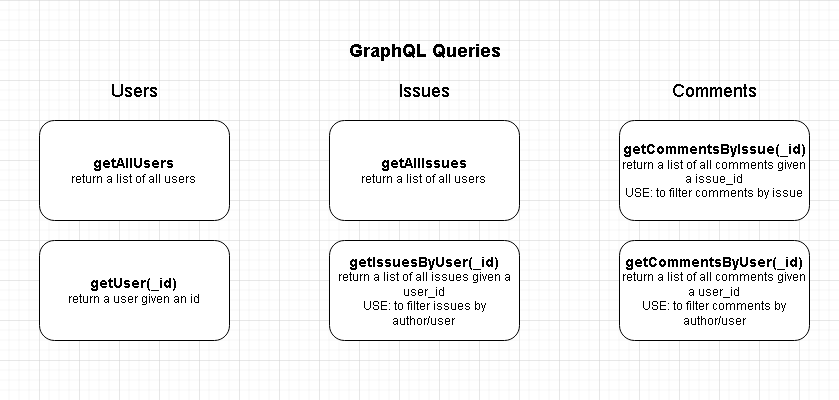 GraphQL Queries
Users
Issues
Comments
getAllUsers
return a list of all users
getAllIssues
return a list of all users
getCommentsByIssue(_id)
return a list of all comments given
a issue_id
USE: to filter comments by issue
getUser(_id)
return a user given an id
getIssuesByUser(_id)
return a list of all issues given a
user_id
USE: to filter issues by
author/user
getCommentsByUser(_id)
return a list of all comments given
a user_id
USE: to filter comments by
author/user